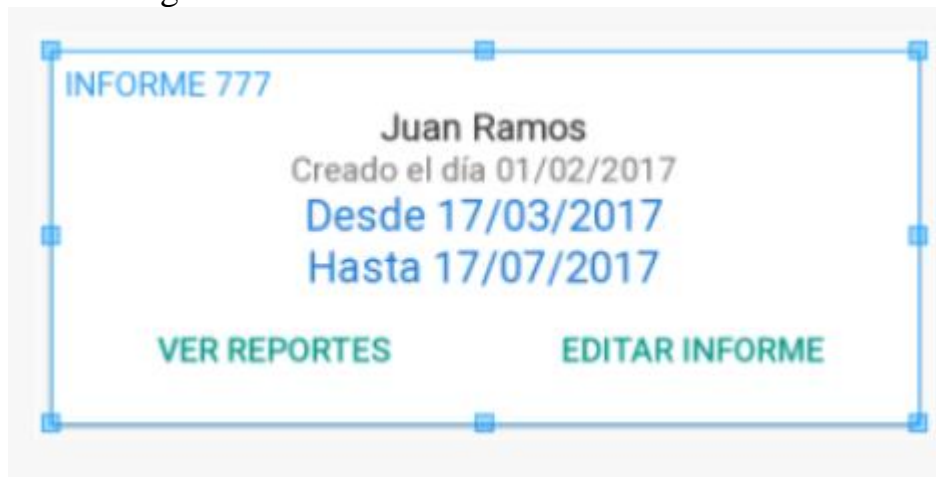 INFORME 777
Juan Ramos
Creado el día 01/02/2017
Desde 17/03/2017
Hasta 17/07/2017
VER REPORTES EDITAR INFORME